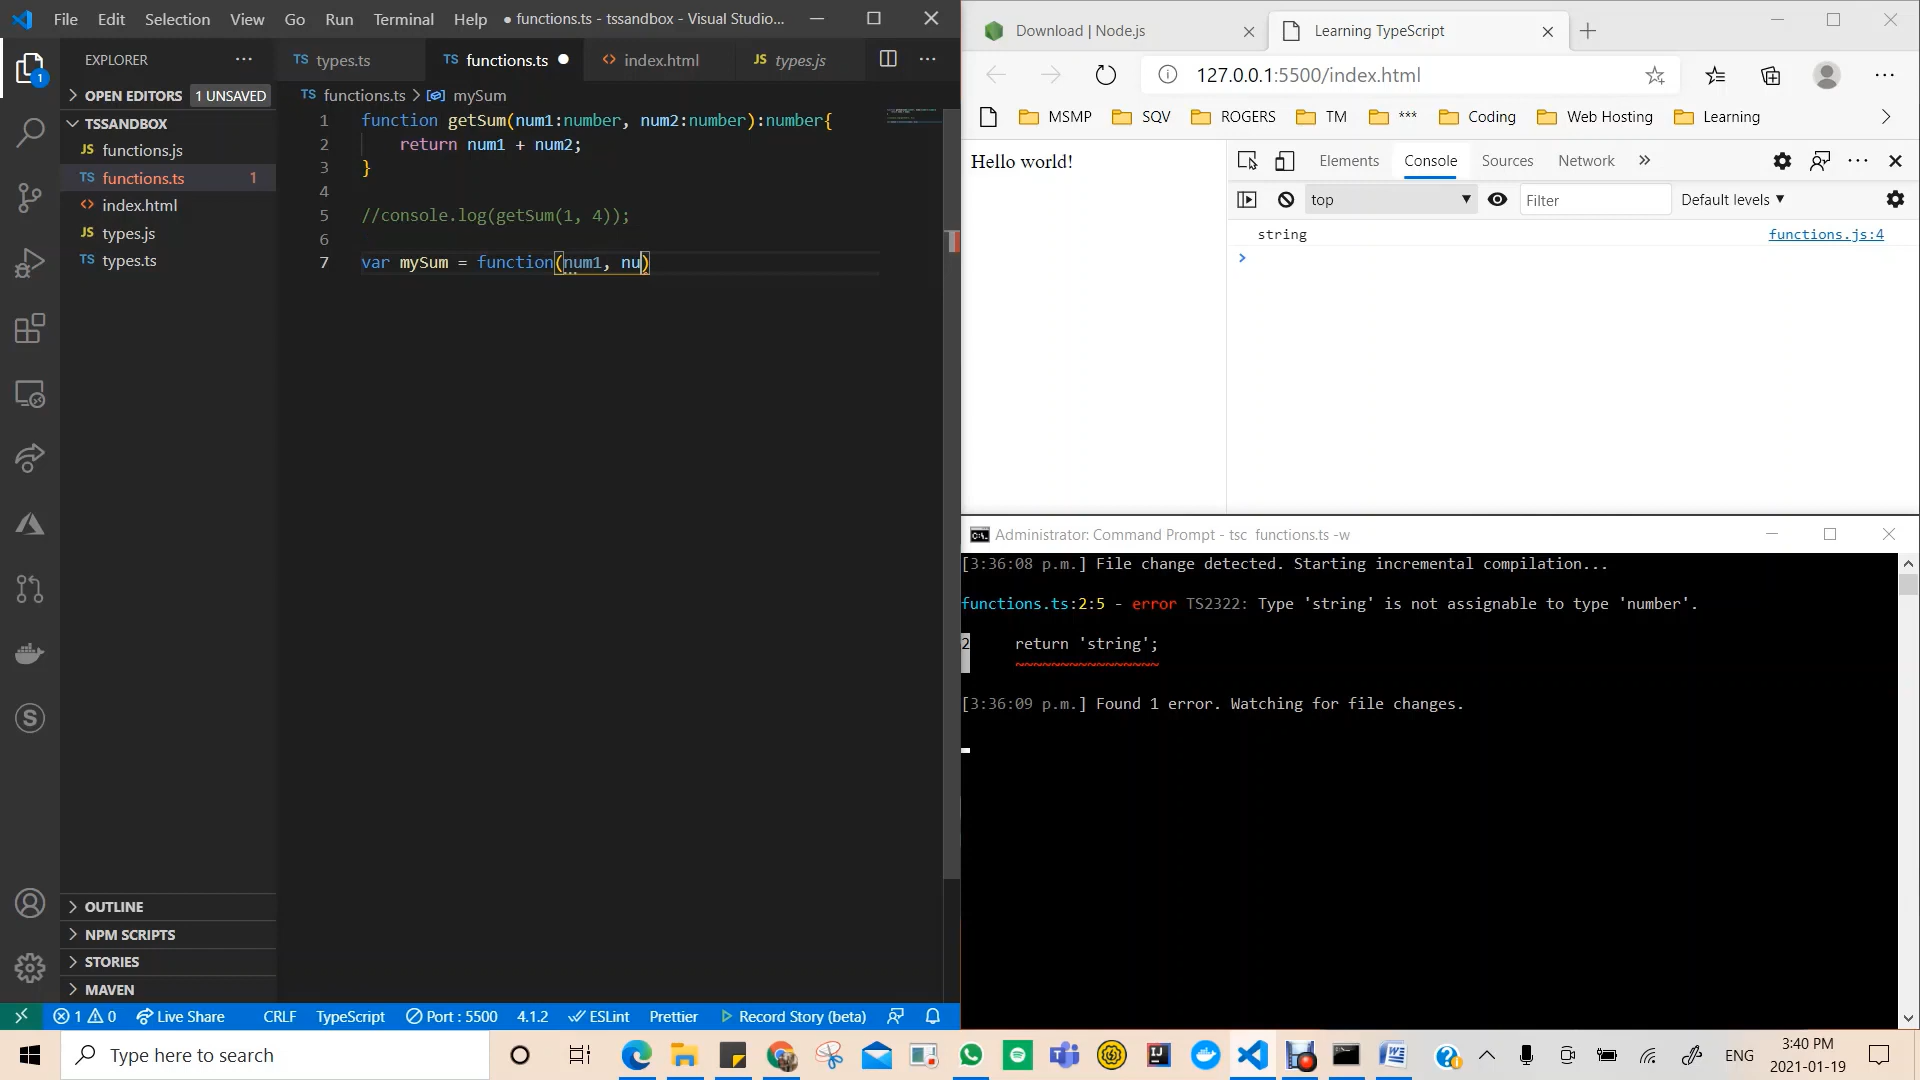 File Edit Selection View Go Run Terminal Help ● functions.ts - tssandbox - Visual Studio...
EXPLORER
TS types.ts
TS functions.ts
<> index.html
JS types.js
OPEN EDITORS 1 UNSAVED
TS functions.ts > mySum
TSSANDBOX
JS functions.js
TS functions.ts 1
<> index.html
JS types.js
TS types.ts
1 function getSum(num1:number, num2:number):number{
2 return num1 + num2;
3 }
4
5 //console.log(getSum(1, 4));
6
7 var mySum = function(num1, nu)
OUTLINE
NPM SCRIPTS
STORIES
MAVEN
1 0 Live Share CRLF TypeScript Port : 5500 4.1.2 ESLint Prettier Record Story (beta)
Download | Node.js
Learning TypeScript
127.0.0.1:5500/index.html
MSMP SQV ROGERS TM *** Coding Web Hosting Learning
Hello world!
Elements Console Sources Network
top Filter Default levels
string functions.js:4
Administrator: Command Prompt - tsc functions.ts -w
[3:36:08 p.m.] File change detected. Starting incremental compilation...
functions.ts:2:5 - error TS2322: Type 'string' is not assignable to type 'number'.
2 return 'string';
[3:36:09 p.m.] Found 1 error. Watching for file changes.
Type here to search
ENG
3:40 PM
2021-01-19